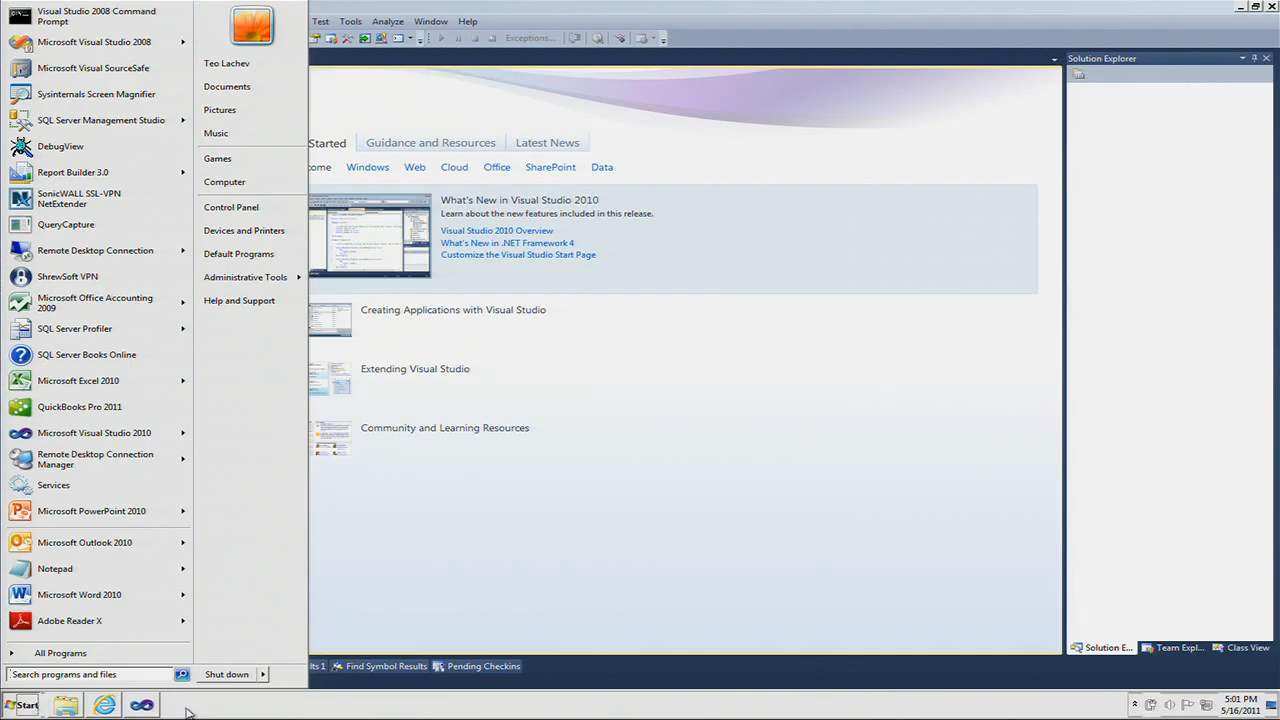 Visual Studio 2008 Command
Prompt
Microsoft Visual Studio 2008
Microsoft Visual SourceSafe
Sysinternals Screen Magnifier
SQL Server Management Studio
DebugView
Report Builder 3.0
SonicWALL SSL-VPN
NetExtender
QueryCapture
Remote Desktop Connection
ShrewSoft VPN
Microsoft Office Accounting
2009
SQL Server Profiler
SQL Server Books Online
Microsoft Excel 2010
QuickBooks Pro 2011
Microsoft Visual Studio 2010
Remote Desktop Connection
Manager
Services
Microsoft PowerPoint 2010
Microsoft Outlook 2010
Notepad
Microsoft Word 2010
Adobe Reader X
All Programs
Search programs and files
Teo Lachev
Documents
Pictures
Music
Games
Computer
Control Panel
Devices and Printers
Default Programs
Administrative Tools
Help and Support
Shut down
Test Tools Analyze Window Help
Exceptions...
Started Guidance and Resources Latest News
ome Windows Web Cloud Office SharePoint Data
What's New in Visual Studio 2010
Learn about the new features included in this release.
Visual Studio 2010 Overview
What's New in .NET Framework 4
Customize the Visual Studio Start Page
Creating Applications with Visual Studio
Extending Visual Studio
Community and Learning Resources
Solution Explorer
Solution E... Team Expl... Class View
lts 1 Find Symbol Results Pending Checkins
Start
5:01 PM
5/16/2011